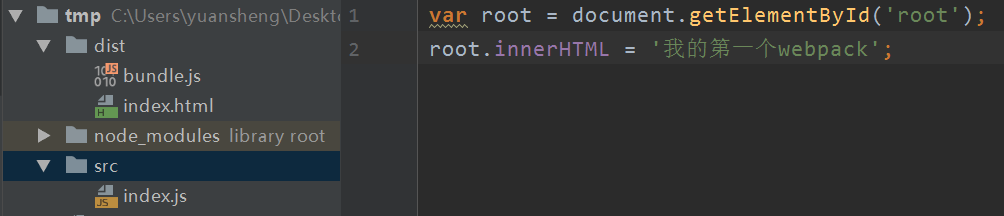 tmp C:\Users\yuansheng\Deskto
dist
bundle.js
index.html
node_modules library root
src
index.js
1 var root = document.getElementById('root');
2 root.innerHTML = '我的第一个webpack';